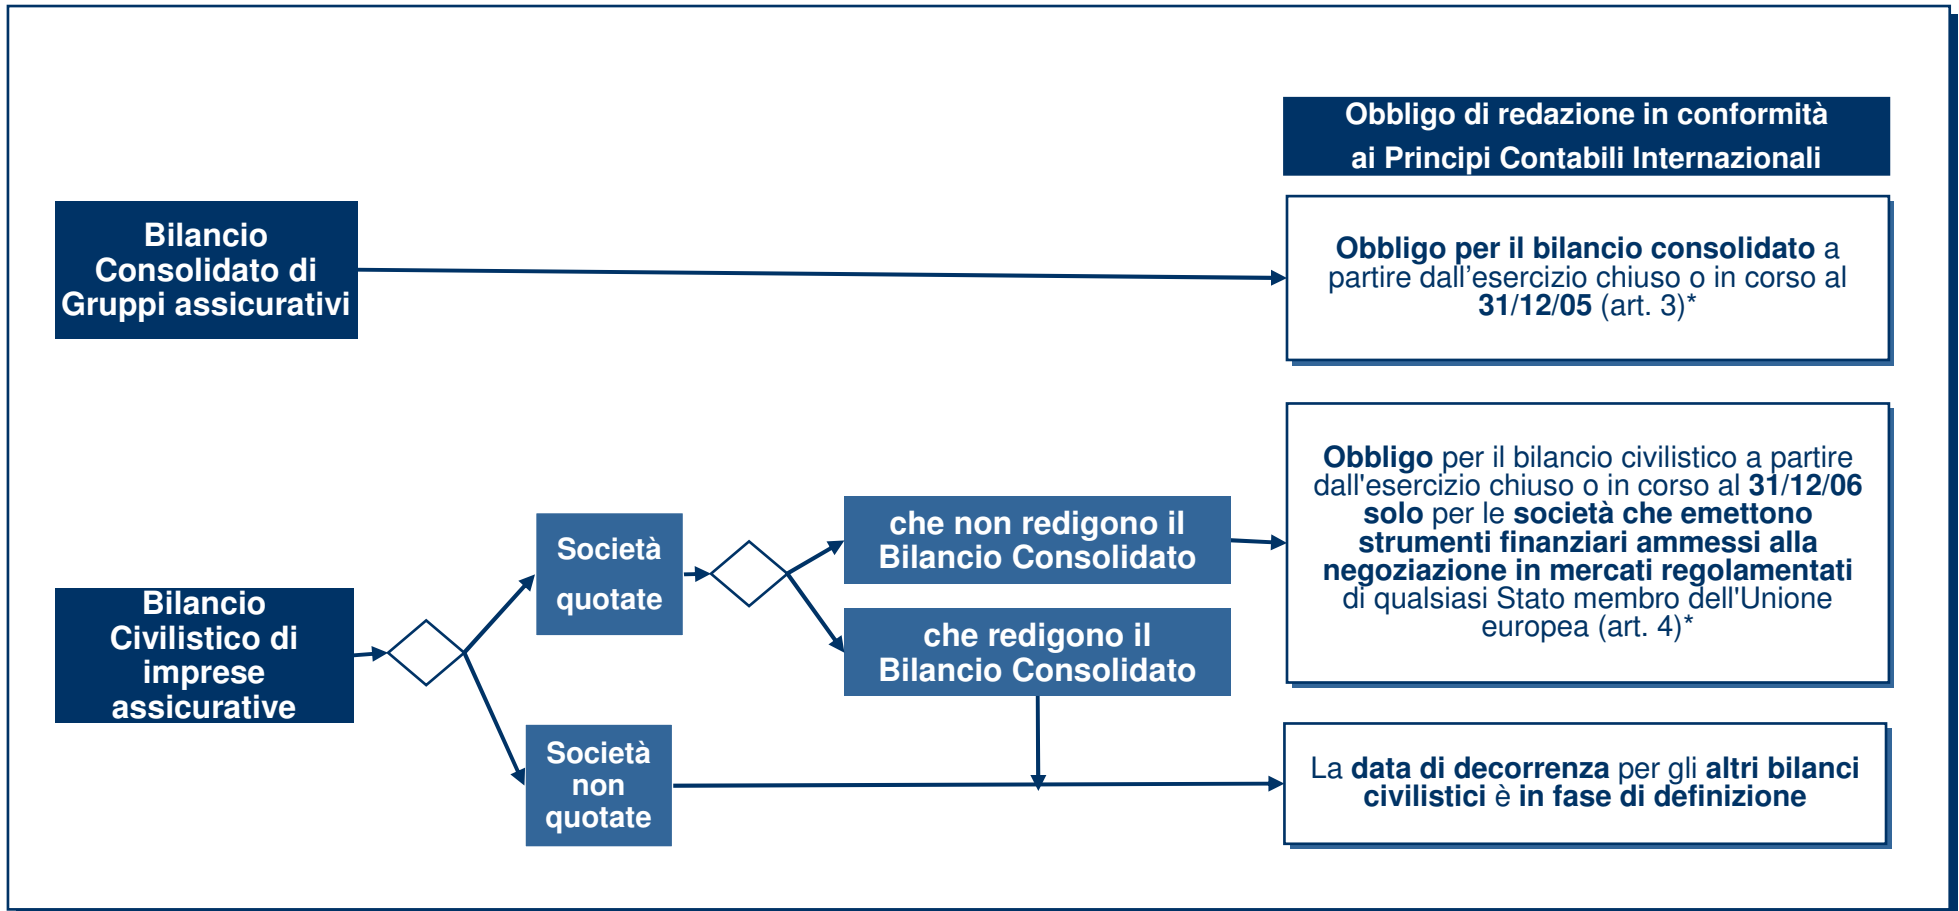 Obbligo di redazione in conformità
ai Principi Contabili Internazionali
Bilancio
Consolidato di
Gruppi assicurativi
Obbligo per il bilancio consolidato a
partire dall'esercizio chiuso o in corso al
31/12/05 (art. 3)*
Obbligo per il bilancio civilistico a partire
dall'esercizio chiuso o in corso al 31/12/06
solo per le società che emettono
strumenti finanziari ammessi alla
negoziazione in mercati regolamentati
di qualsiasi Stato membro dell'Unione
europea (art. 4)*
che non redigono il
Bilancio Consolidato
Società
quotate
Bilancio
Civilistico di
imprese
assicurative
che redigono il
Bilancio Consolidato
Società
non
quotate
La data di decorrenza per gli altri bilanci
civilistici è in fase di definizione